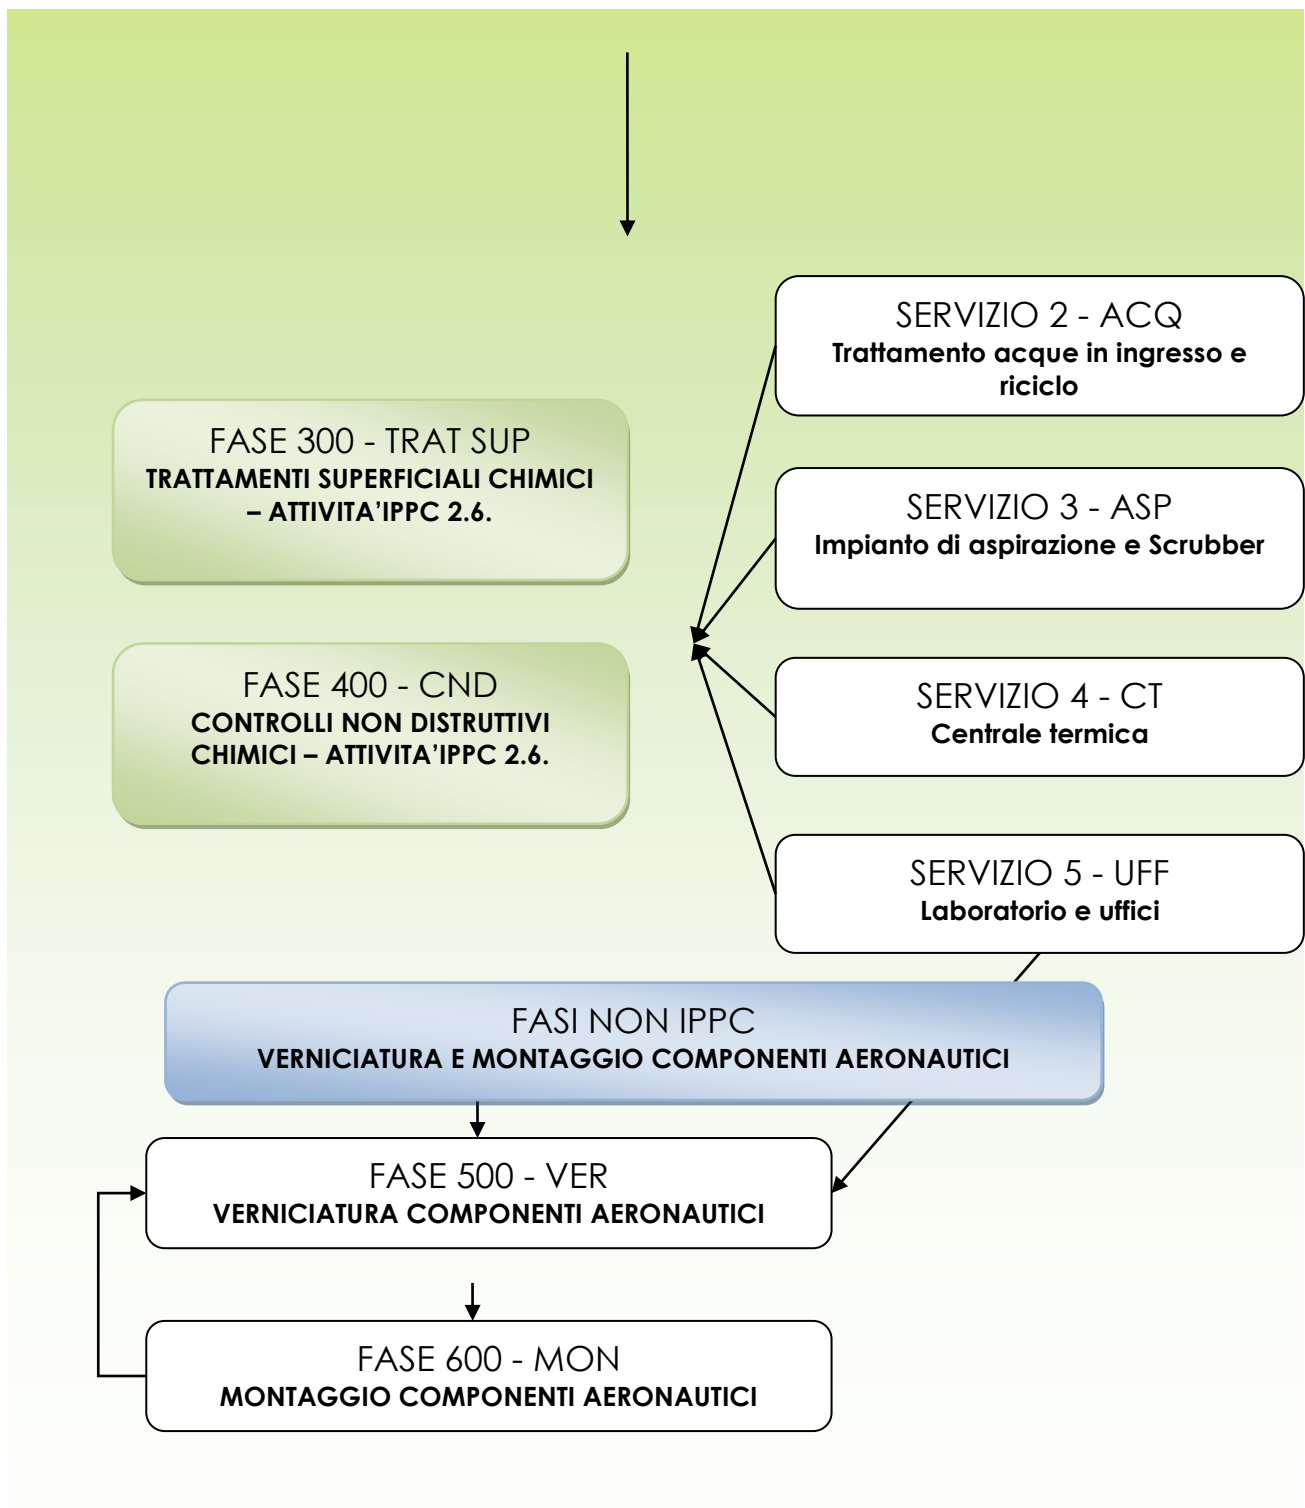 SERVIZIO 2 - ACQ
Trattamento acque in ingresso e
riciclo
FASE 300 - TRAT SUP
TRATTAMENTI SUPERFICIALI CHIMICI
– ATTIVITA’IPPC 2.6.
SERVIZIO 3 - ASP
Impianto di aspirazione e Scrubber
FASE 400 - CND
CONTROLLI NON DISTRUTTIVI
CHIMICI – ATTIVITA’IPPC 2.6.
SERVIZIO 4 - CT
Centrale termica
SERVIZIO 5 - UFF
Laboratorio e uffici
FASI NON IPPC
VERNICIATURA E MONTAGGIO COMPONENTI AERONAUTICI
FASE 500 - VER
VERNICIATURA COMPONENTI AERONAUTICI
FASE 600 - MON
MONTAGGIO COMPONENTI AERONAUTICI